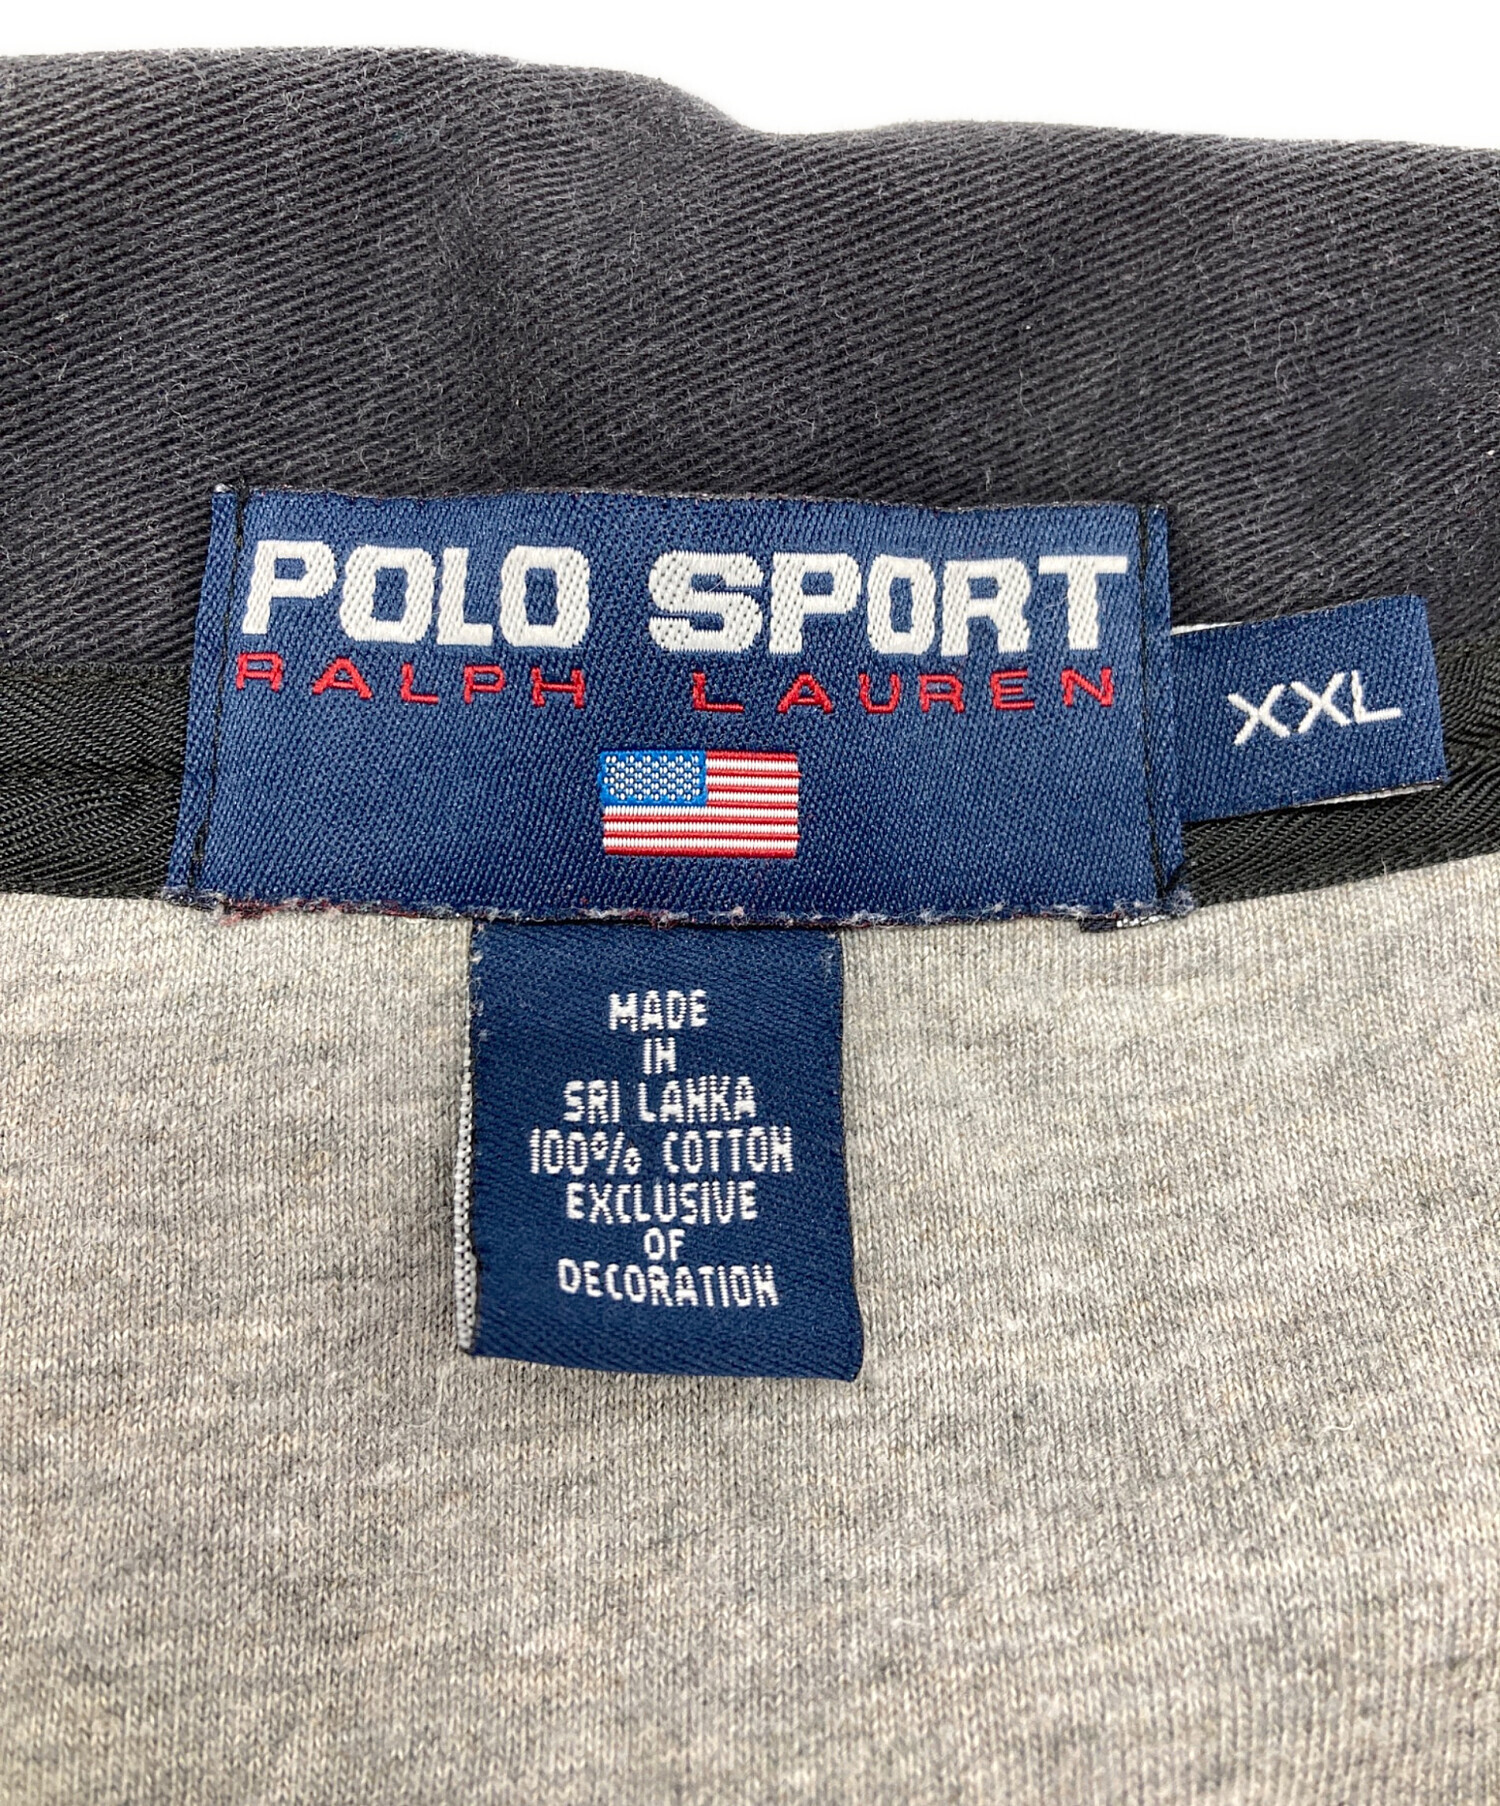 POLO SPORT
RALPH LAUREN
XXL
MADE
IN
SRI LANKA
100% COTTON
EXCLUSIVE
OF
DECORATION